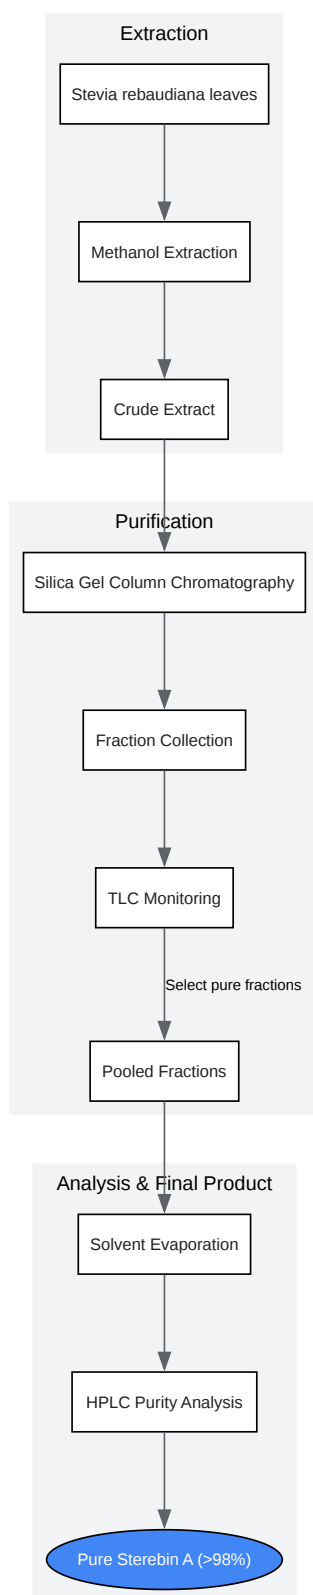 Extraction
Stevia rebaudiana leaves
Methanol Extraction
Crude Extract
Purification
Silica Gel Column Chromatography
Fraction Collection
TLC Monitoring
Select pure fractions
Pooled Fractions
Analysis & Final Product
Solvent Evaporation
HPLC Purity Analysis
Pure Sterebin A (>98%)